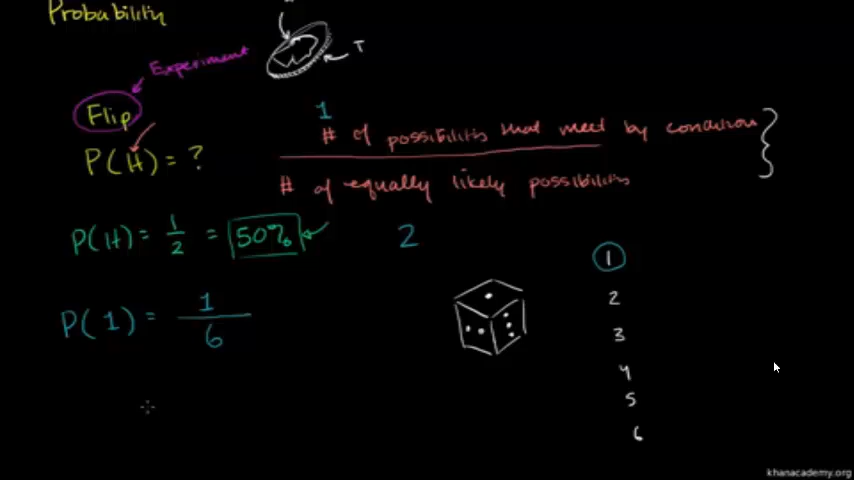 Probability
Experiment
T
Flip
1
# of possibilities that meet by conditions
P(H) = ?
# of equally likely possibilities
P(H) = 1/2 = 50%
2
1
2
P(1) = 1/6
3
4
5
6
khanacademy.org